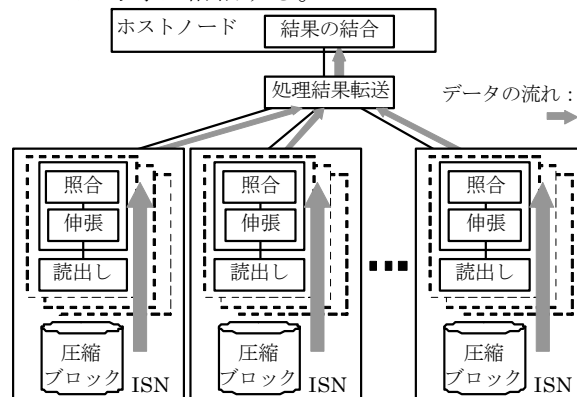 ホストノード
結果の結合
処理結果転送
データの流れ：
照合
伸張
読出し
圧縮
ブロック
ISN
照合
伸張
読出し
圧縮
ブロック
ISN
照合
伸張
読出し
圧縮
ブロック
ISN